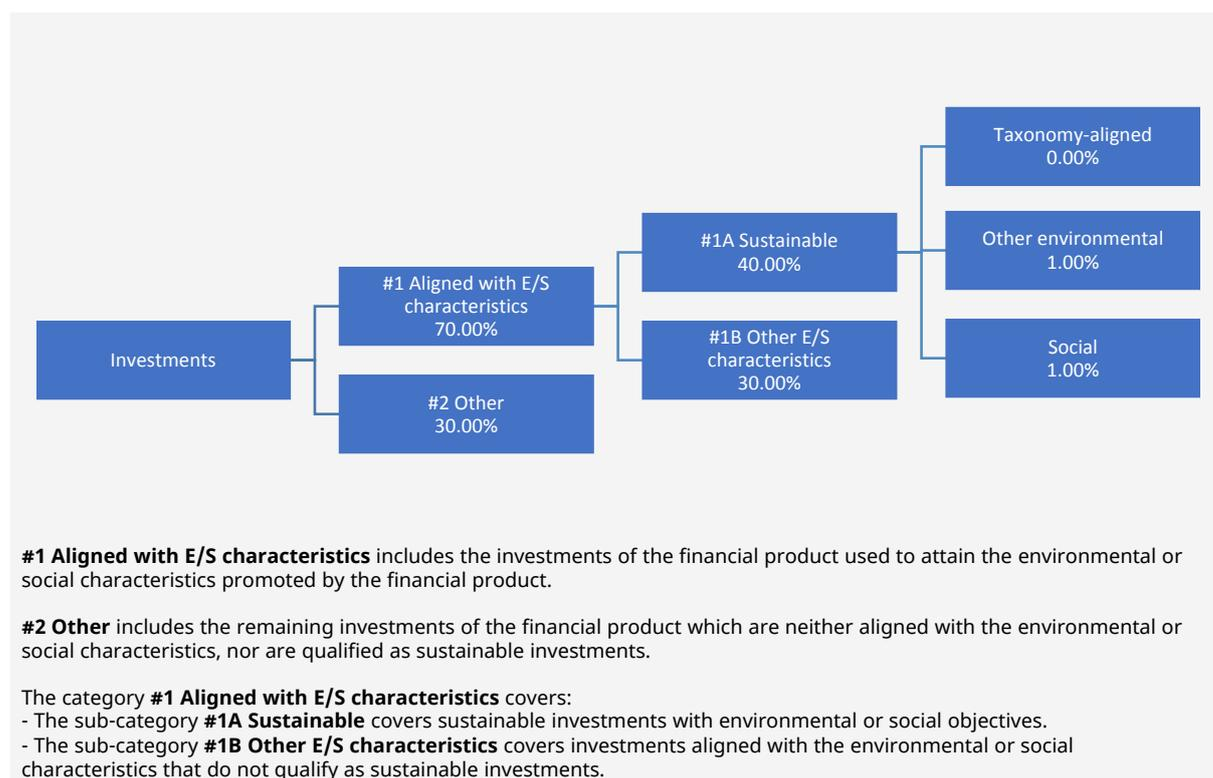 Taxonomy-aligned
0.00%
#1A Sustainable
40.00%
Other environmental
1.00%
#1 Aligned with E/S
characteristics
70.00%
Investments
#1B Other E/S
characteristics
30.00%
Social
1.00%
#2 Other
30.00%
#1 Aligned with E/S characteristics includes the investments of the financial product used to attain the environmental or
social characteristics promoted by the financial product.
#2 Other includes the remaining investments of the financial product which are neither aligned with the environmental or
social characteristics, nor are qualified as sustainable investments.
The category #1 Aligned with E/S characteristics covers:
- The sub-category #1A Sustainable covers sustainable investments with environmental or social objectives.
- The sub-category #1B Other E/S characteristics covers investments aligned with the environmental or social
characteristics that do not qualify as sustainable investments.